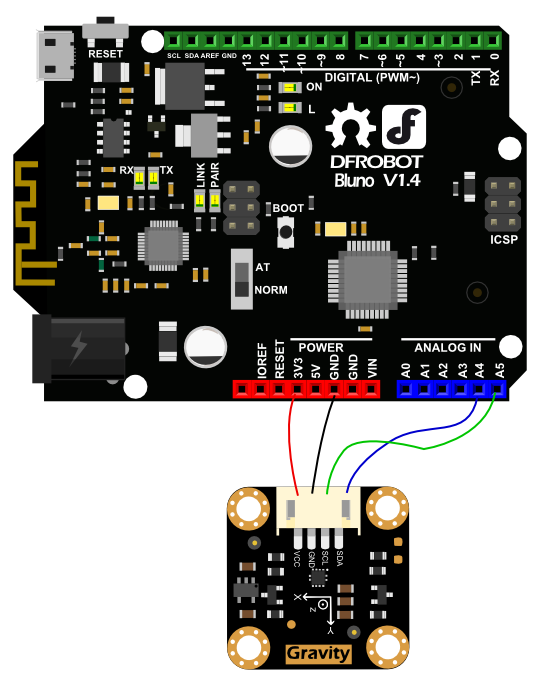 RESET
SCL SDA AREF GND 13 12 ~11 ~10 ~9 8 7 ~6 ~5 4 ~3 2 1 0
DIGITAL (PWM~) TX RX
ON
L
DFROBOT
Bluno V1.4
RX TX
LINK PAIR
BOOT
ICSP
AT
NORM
POWER ANALOG IN
IOREF RESET 3V3 5V GND GND VIN A0 A1 A2 A3 A4 A5
VCC GND SCL SDA
X
Z
Y
Gravity